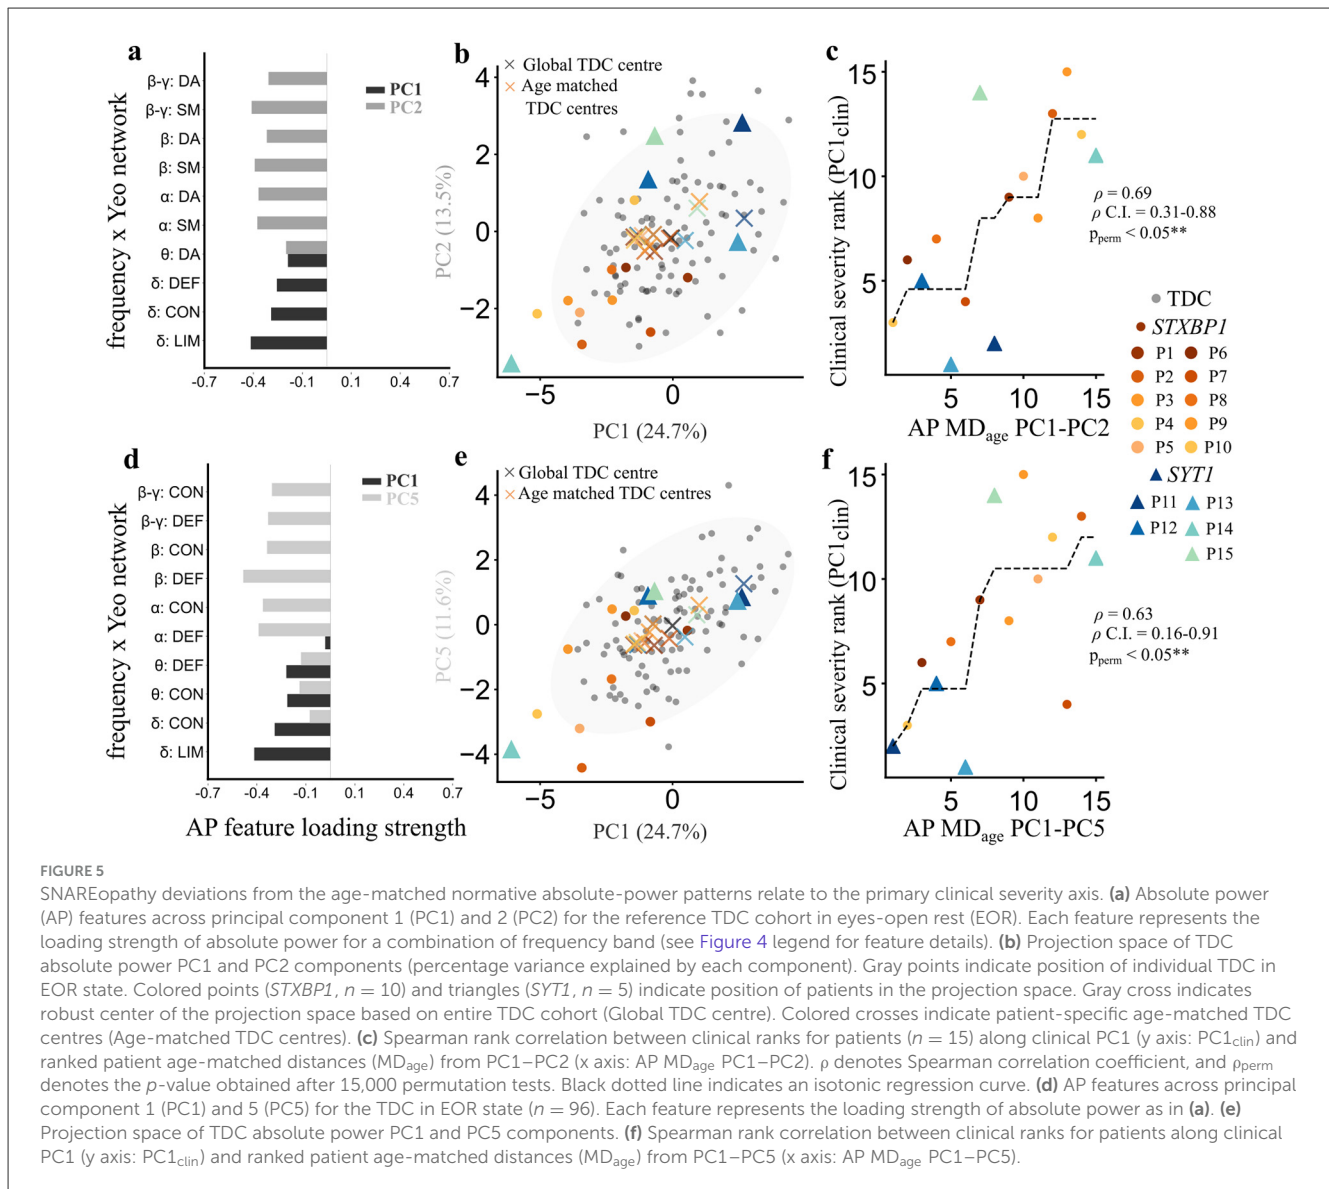 a
β-γ: DA
β-γ: SM
β: DA
β: SM
α: DA
α: SM
θ: DA
δ: DEF
δ: CON
δ: LIM
frequency x Yeo network
PC1
PC2
-0.7 -0.4 -0.1 0.1 0.4 0.7
b
Global TDC centre
Age matched
TDC centres
PC2 (13.5%)
4
2
0
−2
−5 0
PC1 (24.7%)
c
Clinical severity rank (PC1clin)
15
10
5
ρ = 0.69
ρ C.I. = 0.31-0.88
pperm < 0.05**
5 10 15
AP MDage PC1-PC2
TDC
STXBP1
P1 P6
P2 P7
P3 P8
P4 P9
P5 P10
SYT1
P11 P13
P12 P14
P15
d
β-γ: CON
β-γ: DEF
β: CON
β: DEF
α: CON
α: DEF
θ: DEF
θ: CON
δ: CON
δ: LIM
frequency x Yeo network
PC1
PC5
-0.7 -0.4 -0.1 0.1 0.4 0.7
AP feature loading strength
e
Global TDC centre
Age matched TDC centres
PC5 (11.6%)
4
2
0
−2
−4
−5 0
PC1 (24.7%)
f
Clinical severity rank (PC1clin)
15
10
5
ρ = 0.63
ρ C.I. = 0.16-0.91
pperm < 0.05**
5 10 15
AP MDage PC1-PC5
FIGURE 5
SNAREopathy deviations from the age-matched normative absolute-power patterns relate to the primary clinical severity axis. (a) Absolute power
(AP) features across principal component 1 (PC1) and 2 (PC2) for the reference TDC cohort in eyes-open rest (EOR). Each feature represents the
loading strength of absolute power for a combination of frequency band (see Figure 4 legend for feature details). (b) Projection space of TDC
absolute power PC1 and PC2 components (percentage variance explained by each component). Gray points indicate position of individual TDC in
EOR state. Colored points (STXBP1, n = 10) and triangles (SYT1, n = 5) indicate position of patients in the projection space. Gray cross indicates
robust center of the projection space based on entire TDC cohort (Global TDC centre). Colored crosses indicate patient-specific age-matched TDC
centres (Age-matched TDC centres). (c) Spearman rank correlation between clinical ranks for patients (n = 15) along clinical PC1 (y axis: PC1clin) and
ranked patient age-matched distances (MDage) from PC1–PC2 (x axis: AP MDage PC1–PC2). ρ denotes Spearman correlation coefficient, and ρperm
denotes the p-value obtained after 15,000 permutation tests. Black dotted line indicates an isotonic regression curve. (d) AP features across principal
component 1 (PC1) and 5 (PC5) for the TDC in EOR state (n = 96). Each feature represents the loading strength of absolute power as in (a). (e)
Projection space of TDC absolute power PC1 and PC5 components. (f) Spearman rank correlation between clinical ranks for patients along clinical
PC1 (y axis: PC1clin) and ranked patient age-matched distances (MDage) from PC1–PC5 (x axis: AP MDage PC1–PC5).